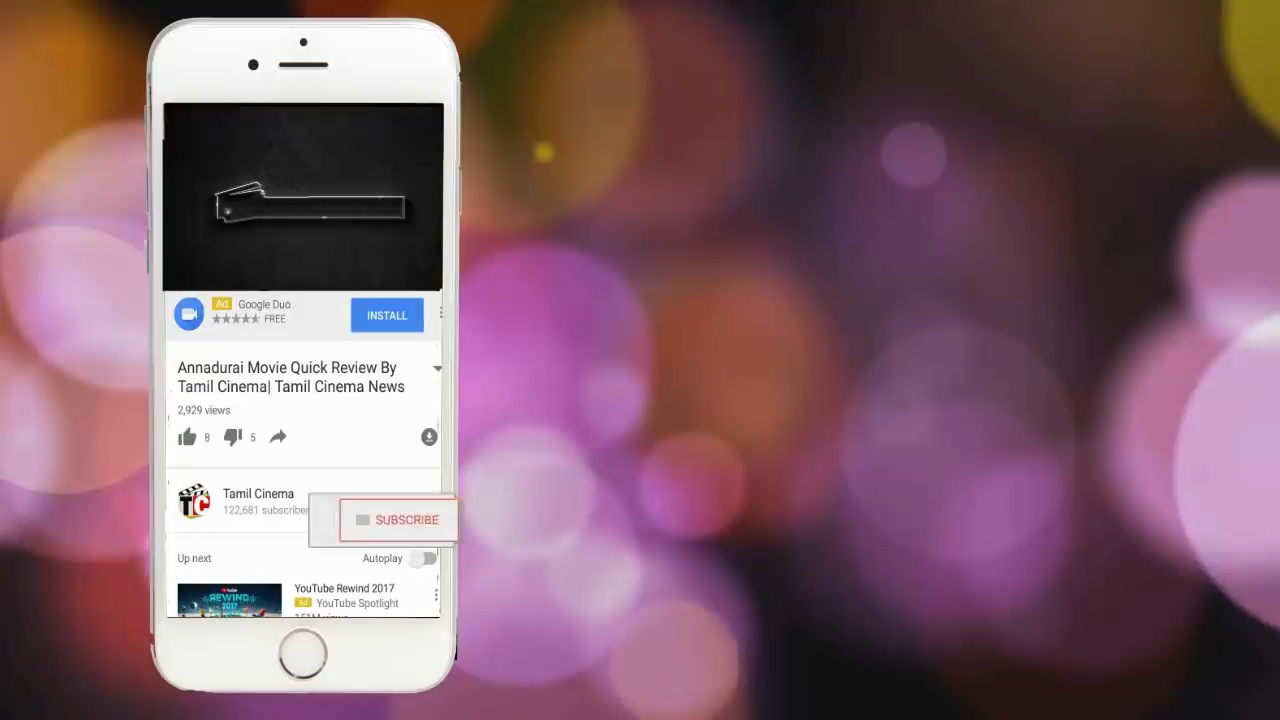 Ad Google Duo
FREE
INSTALL
Annadurai Movie Quick Review By
Tamil Cinema| Tamil Cinema News
2,929 views
8 5
TC
Tamil Cinema
122,681 subscriber
SUBSCRIBE
Up next Autoplay
REWIND
2017
YouTube Rewind 2017
Ad YouTube Spotlight